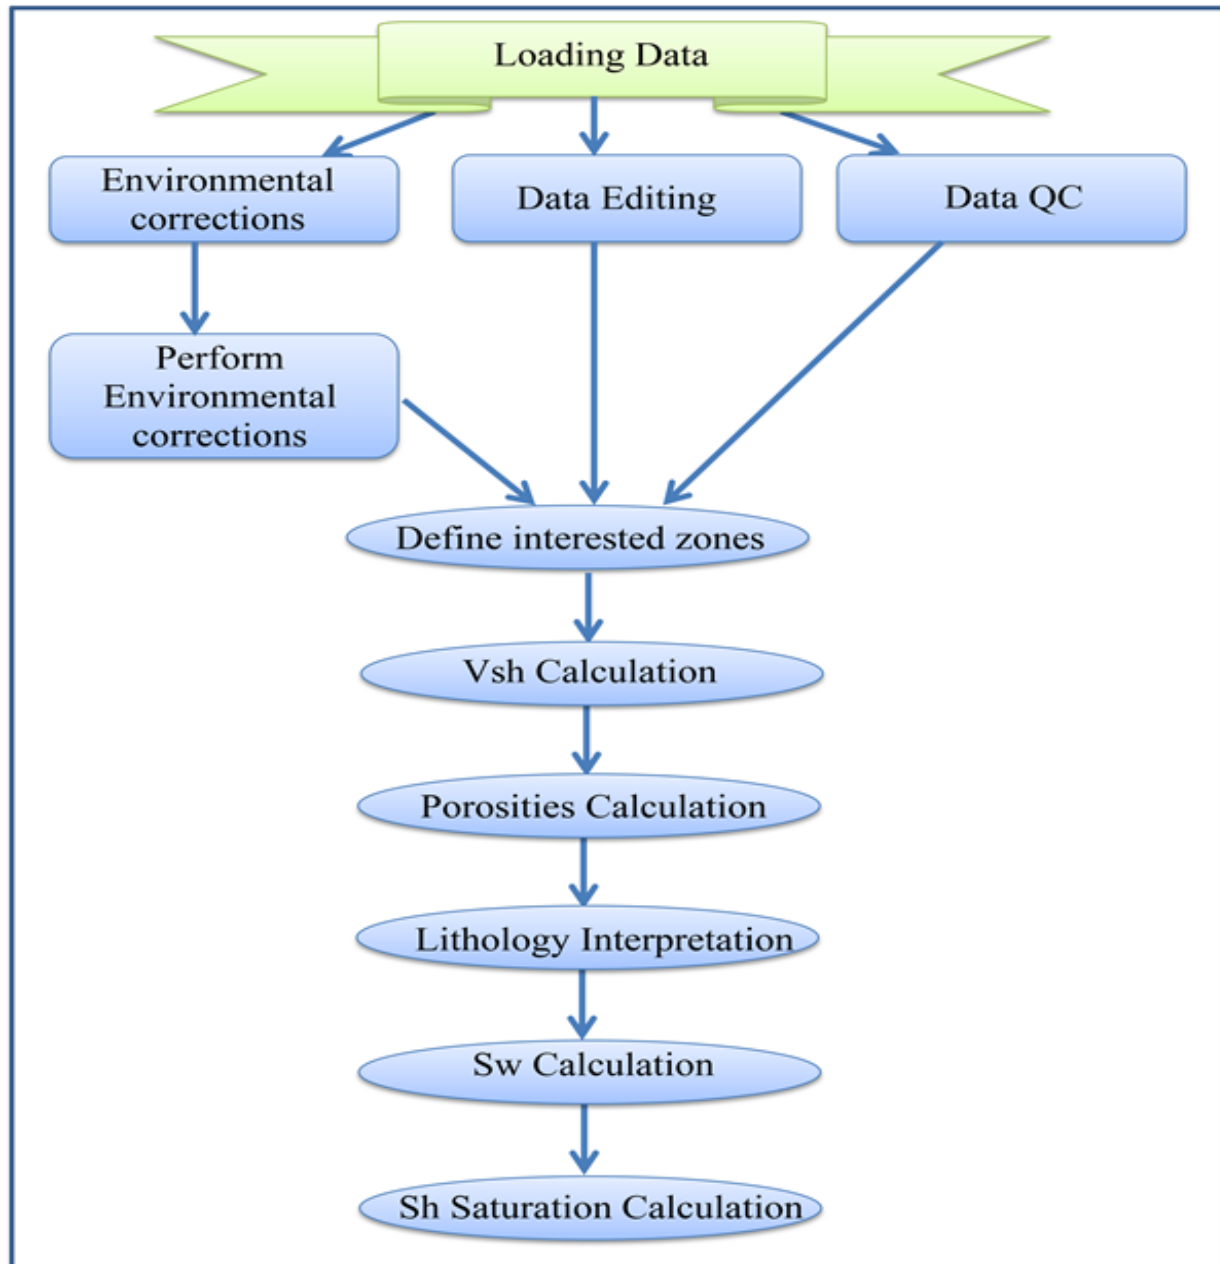 Loading Data
Environmental
corrections
Data Editing
Data QC
Perform
Environmental
corrections
Define interested zones
Vsh Calculation
Porosities Calculation
Lithology Interpretation
Sw Calculation
Sh Saturation Calculation